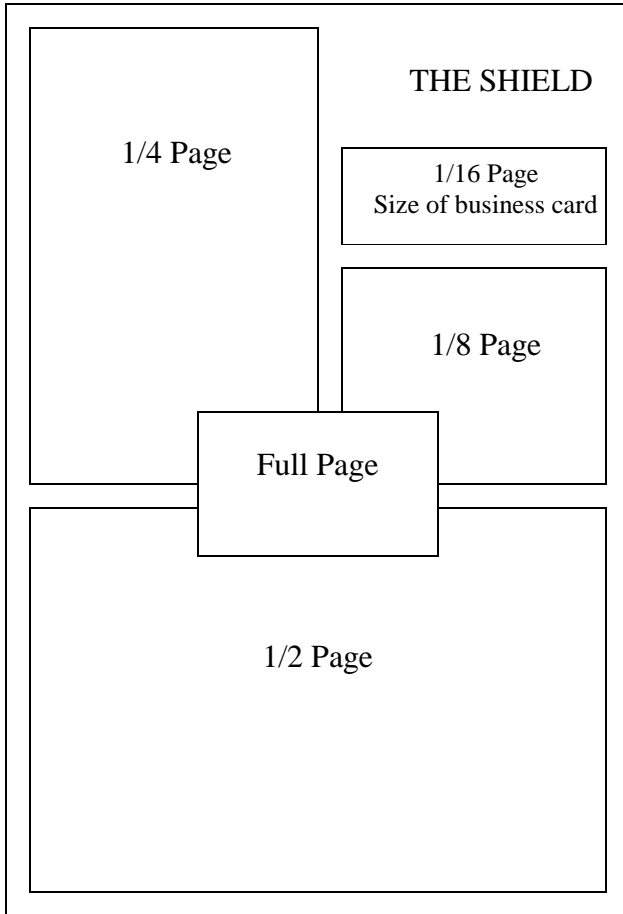 THE SHIELD
1/4 Page
1/16 Page
Size of business card
1/8 Page
Full Page
1/2 Page